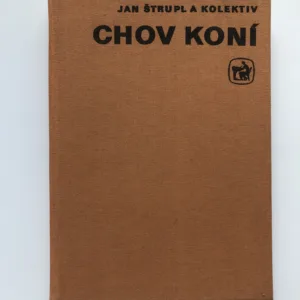 JAN ŠTRUPL A KOLEKTIV
CHOV KONÍ